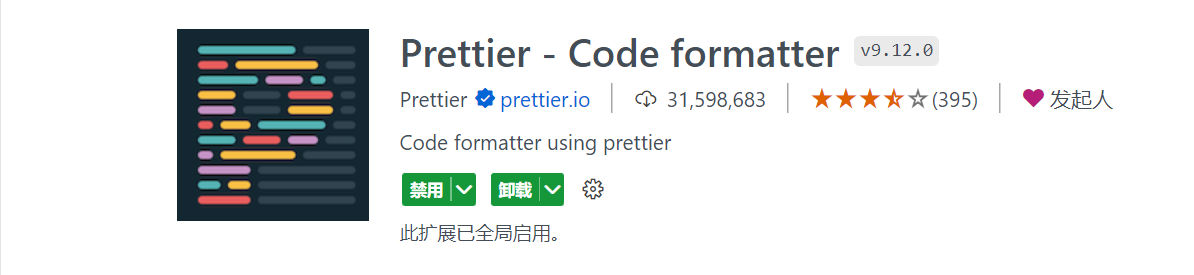 Prettier - Code formatter v9.12.0
Prettier prettier.io 31,598,683 (395) 发起人
Code formatter using prettier
禁用 卸载
此扩展已全局启用。